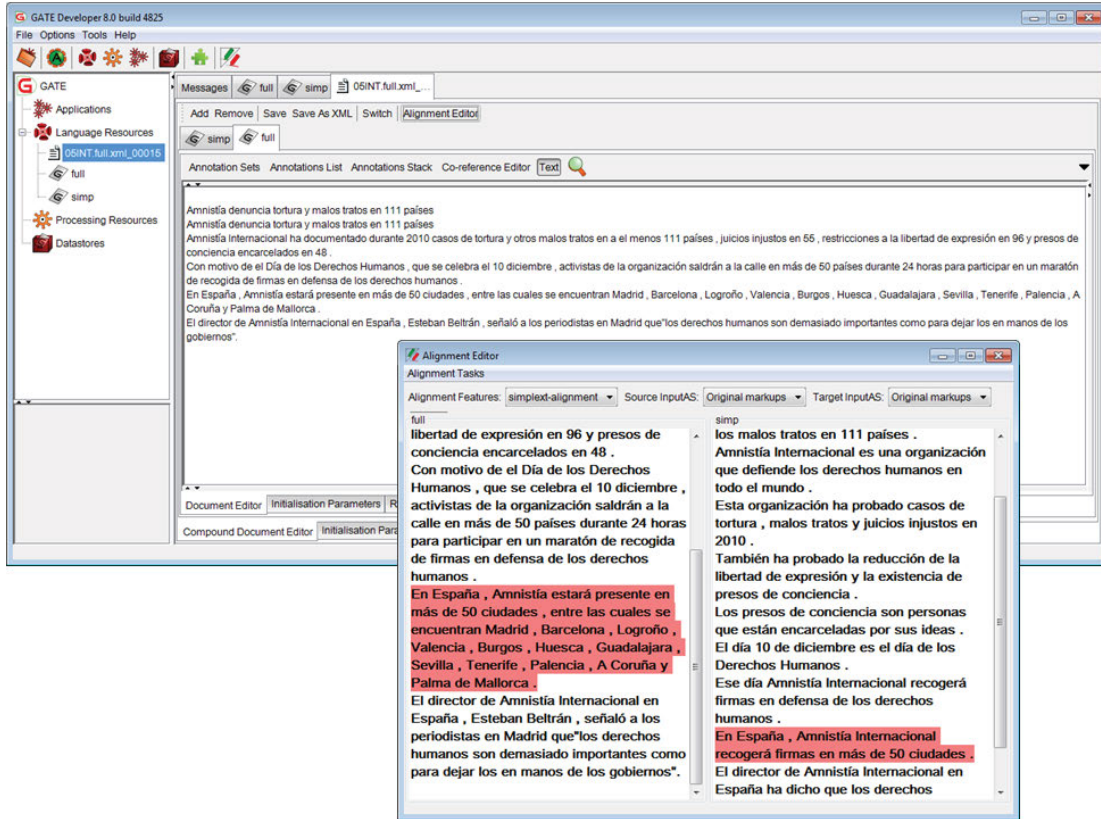 GATE Developer 8.0 build 4825
File Options Tools Help
GATE
Applications
Language Resources
05INT.full.xml_00015
full
simp
Processing Resources
Datastores
Messages full simp 05INT.full.xml_...
Add Remove Save Save As XML Switch Alignment Editor
simp full
Annotation Sets Annotations List Annotations Stack Co-reference Editor Text
Amnistía denuncia tortura y malos tratos en 111 países
Amnistía denuncia tortura y malos tratos en 111 países
Amnistía Internacional ha documentado durante 2010 casos de tortura y otros malos tratos en a el menos 111 países , juicios injustos en 55 , restricciones a la libertad de expresión en 96 y presos de
conciencia encarcelados en 48 .
Con motivo de el Día de los Derechos Humanos , que se celebra el 10 diciembre , activistas de la organización saldrán a la calle en más de 50 países durante 24 horas para participar en un maratón
de recogida de firmas en defensa de los derechos humanos .
En España , Amnistía estará presente en más de 50 ciudades , entre las cuales se encuentran Madrid , Barcelona , Logroño , Valencia , Burgos , Huesca , Guadalajara , Sevilla , Tenerife , Palencia , A
Coruña y Palma de Mallorca .
El director de Amnistía Internacional en España , Esteban Beltrán , señaló a los periodistas en Madrid que"los derechos humanos son demasiado importantes como para dejar los en manos de los
gobiernos".
Document Editor Initialisation Parameters R
Compound Document Editor Initialisation Para
Alignment Editor
Alignment Tasks
Alignment Features: simplext-alignment Source InputAS: Original markups Target InputAS: Original markups
full
libertad de expresión en 96 y presos de
conciencia encarcelados en 48 .
Con motivo de el Día de los Derechos
Humanos , que se celebra el 10 diciembre ,
activistas de la organización saldrán a la
calle en más de 50 países durante 24 horas
para participar en un maratón de recogida
de firmas en defensa de los derechos
humanos .
En España , Amnistía estará presente en
más de 50 ciudades , entre las cuales se
encuentran Madrid , Barcelona , Logroño ,
Valencia , Burgos , Huesca , Guadalajara ,
Sevilla , Tenerife , Palencia , A Coruña y
Palma de Mallorca .
El director de Amnistía Internacional en
España , Esteban Beltrán , señaló a los
periodistas en Madrid que"los derechos
humanos son demasiado importantes como
para dejar los en manos de los gobiernos".
simp
los malos tratos en 111 países .
Amnistía Internacional es una organización
que defiende los derechos humanos en
todo el mundo .
Esta organización ha probado casos de
tortura , malos tratos y juicios injustos en
2010 .
También ha probado la reducción de la
libertad de expresión y la existencia de
presos de conciencia .
Los presos de conciencia son personas
que están encarceladas por sus ideas .
El día 10 de diciembre es el día de los
Derechos Humanos .
Ese día Amnistía Internacional recogerá
firmas en defensa de los derechos
humanos .
En España , Amnistía Internacional
recogerá firmas en más de 50 ciudades .
El director de Amnistía Internacional en
España ha dicho que los derechos